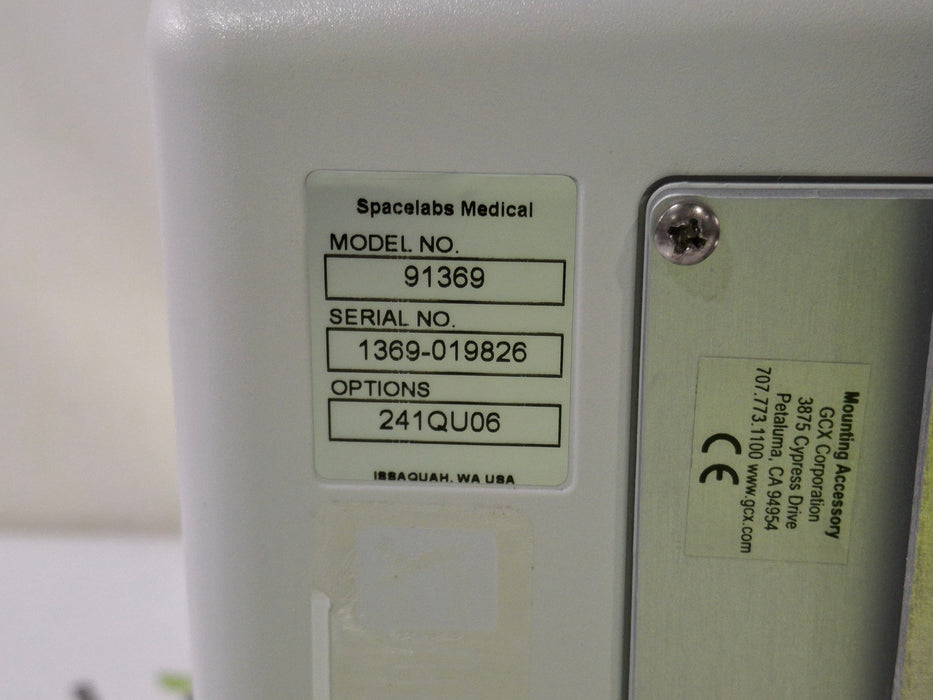 Spacelabs Medical
MODEL NO.
91369
SERIAL NO.
1369-019826
OPTIONS
241QU06
ISSAQUAH, WA USA
Mounting Accessory
GCX Corporation
3875 Cypress Drive
Petaluma, CA 94954
707.773.1100 www.gcx.com
CE